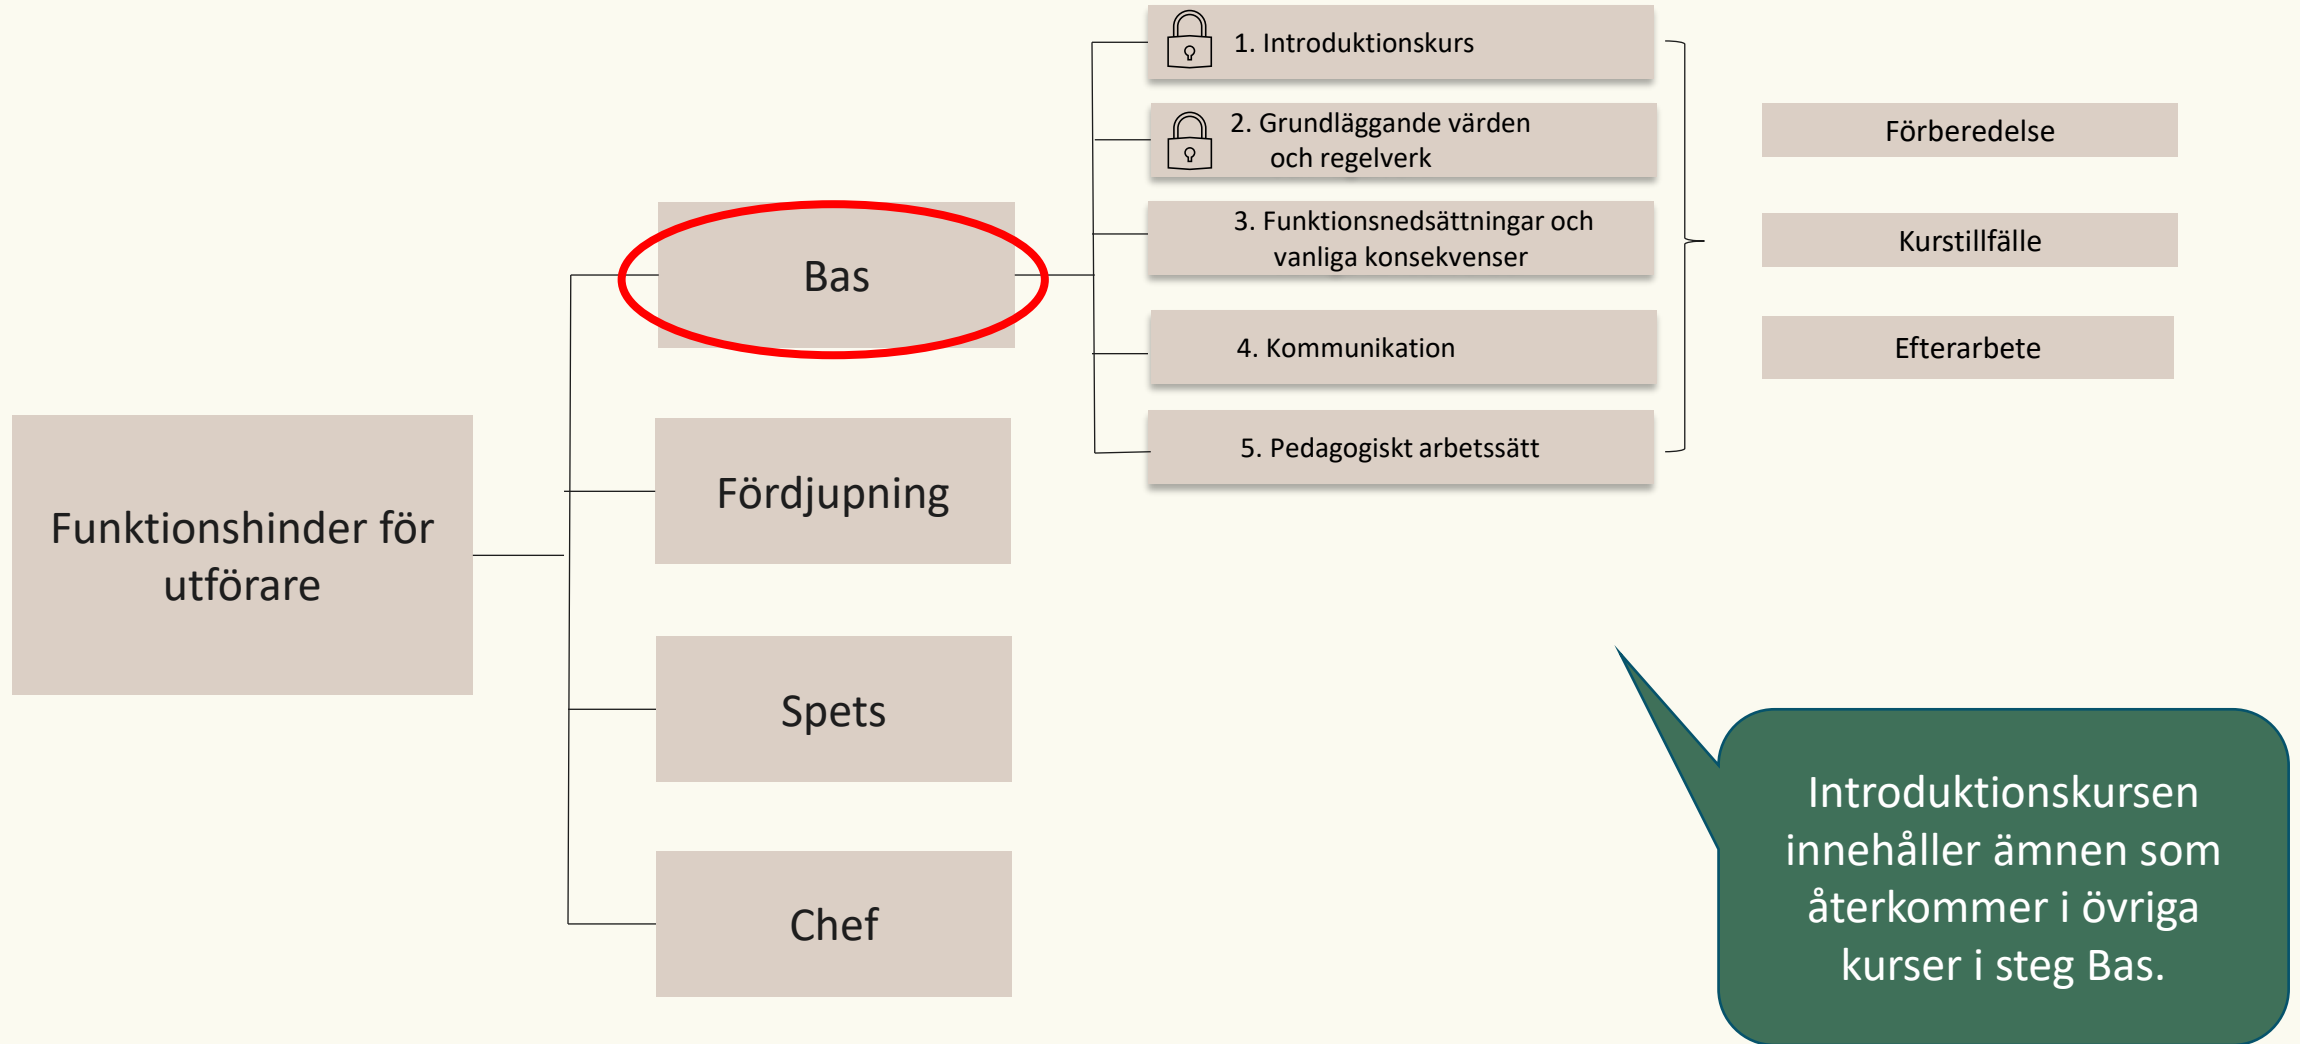 Funktionshinder för
utförare
Bas
Fördjupning
Spets
Chef
1. Introduktionskurs
2. Grundläggande värden
och regelverk
3. Funktionsnedsättningar och
vanliga konsekvenser
4. Kommunikation
5. Pedagogiskt arbetssätt
Förberedelse
Kurstillfälle
Efterarbete
Introduktionskursen
innehåller ämnen som
återkommer i övriga
kurser i steg Bas.